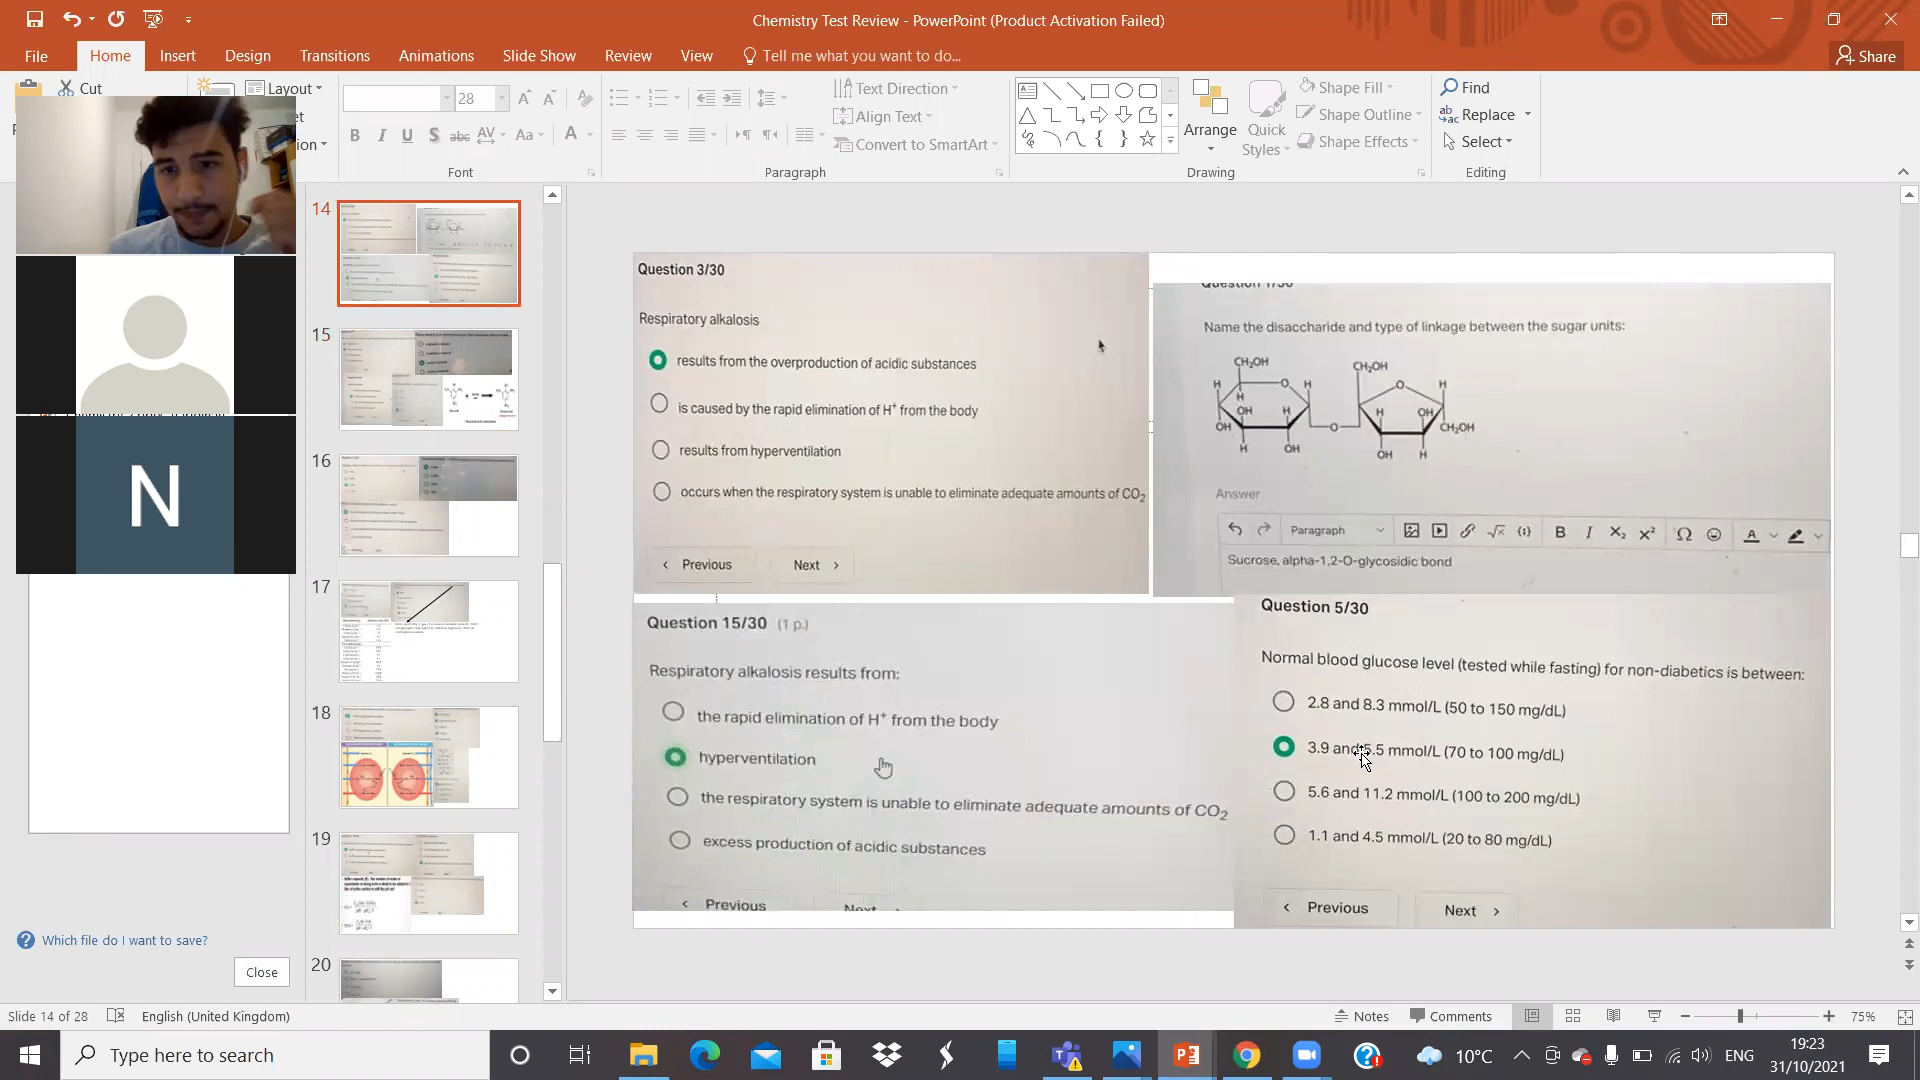 Chemistry Test Review - PowerPoint (Product Activation Failed)
File Home Insert Design Transitions Animations Slide Show Review View Tell me what you want to do... Share
Cut
Layout
28
Text Direction
Align Text
Convert to SmartArt
Arrange
Quick Styles
Shape Fill
Shape Outline
Shape Effects
Find
Replace
Select
Font
Paragraph
Drawing
Editing
N
Which file do I want to save?
Close
14
15
16
17
18
19
20
Question 3/30
Respiratory alkalosis
results from the overproduction of acidic substances
is caused by the rapid elimination of H⁺ from the body
results from hyperventilation
occurs when the respiratory system is unable to eliminate adequate amounts of CO₂
< Previous
Next >
Question 1/30
Name the disaccharide and type of linkage between the sugar units:
CH₂OH
CH₂OH
H O H O H
H
OH H H OH
OH O CH₂OH
H OH OH H
Answer
Paragraph
B I X₂ X² Ω A
Sucrose, alpha-1,2-O-glycosidic bond
Question 15/30 (1 p.)
Respiratory alkalosis results from:
the rapid elimination of H⁺ from the body
hyperventilation
the respiratory system is unable to eliminate adequate amounts of CO₂
excess production of acidic substances
< Previous
Next >
Question 5/30
Normal blood glucose level (tested while fasting) for non-diabetics is between:
2.8 and 8.3 mmol/L (50 to 150 mg/dL)
3.9 and 5.5 mmol/L (70 to 100 mg/dL)
5.6 and 11.2 mmol/L (100 to 200 mg/dL)
1.1 and 4.5 mmol/L (20 to 80 mg/dL)
< Previous
Next >
Slide 14 of 28
English (United Kingdom)
Notes
Comments
75%
Type here to search
10°C
ENG
19:23
31/10/2021